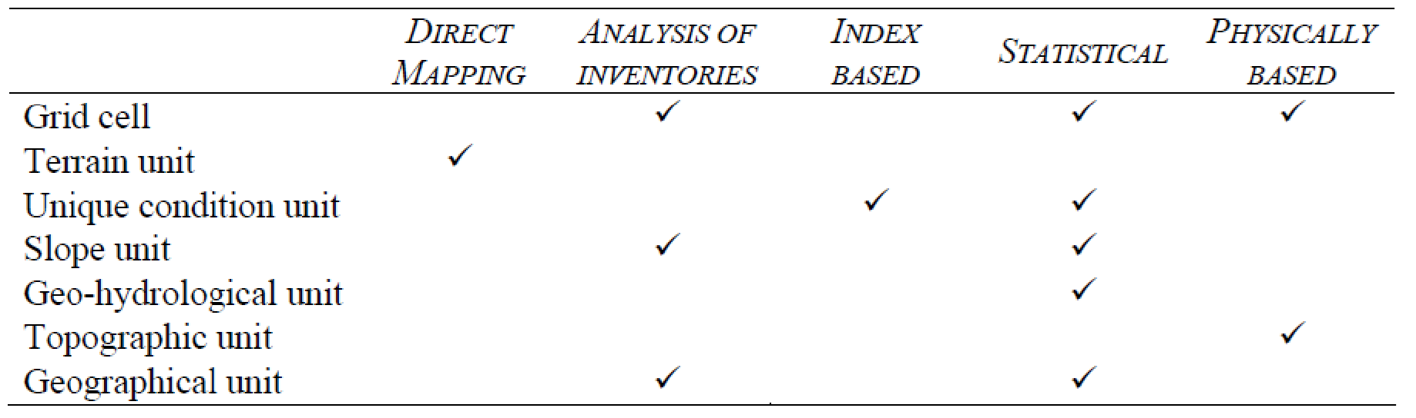 DIRECT MAPPING ANALYSIS OF INVENTORIES INDEX BASED STATISTICAL PHYSICALLY BASED
Grid cell ✓ ✓ ✓
Terrain unit ✓
Unique condition unit ✓ ✓
Slope unit ✓ ✓
Geo-hydrological unit ✓
Topographic unit ✓
Geographical unit ✓ ✓